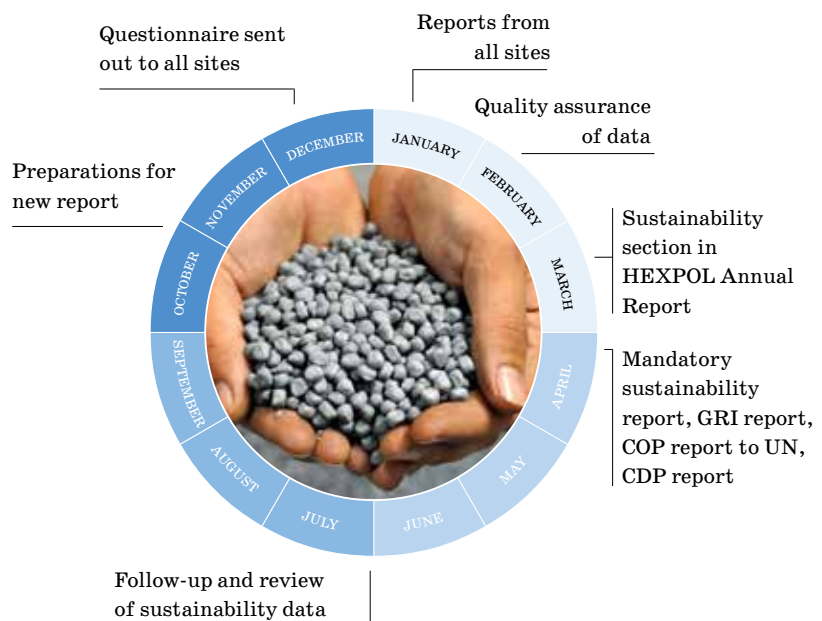 Questionnaire sent
out to all sites
Reports from
all sites
Quality assurance
of data
Preparations for
new report
Sustainability
section in
HEXPOL Annual
Report
Mandatory
sustainability
report, GRI report,
COP report to UN,
CDP report
Follow-up and review
of sustainability data
JANUARY
FEBRUARY
MARCH
APRIL
MAY
JUNE
JULY
AUGUST
SEPTEMBER
OCTOBER
NOVEMBER
DECEMBER